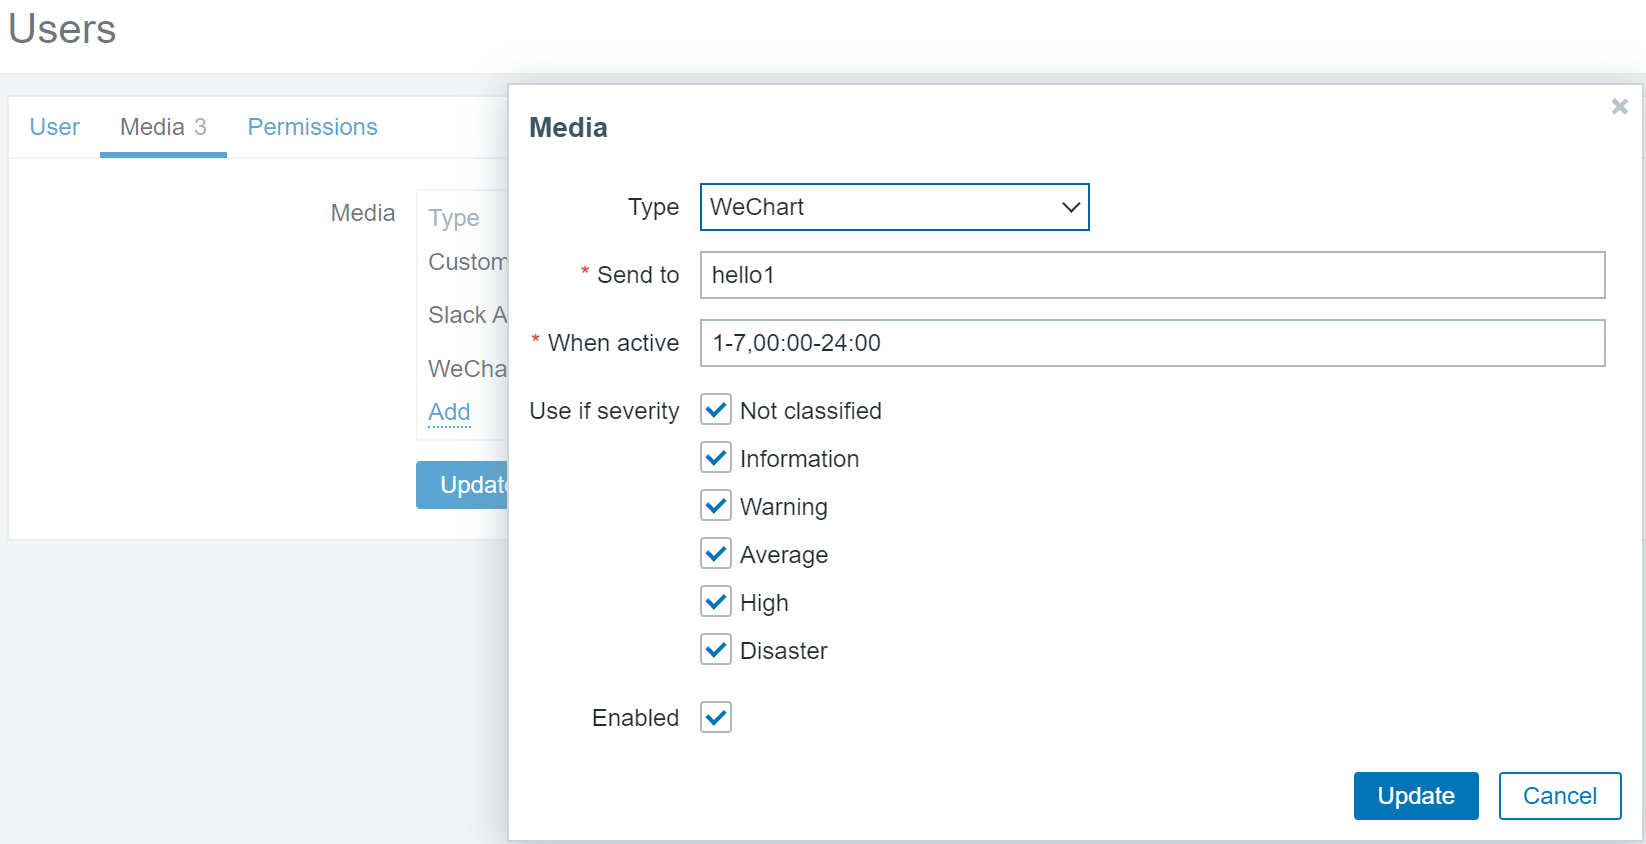 Users
User Media 3 Permissions
Media
Type
Custom
Slack A
WeCha
Add
Update
Media
Type WeChart
* Send to hello1
* When active 1-7,00:00-24:00
Use if severity Not classified
Information
Warning
Average
High
Disaster
Enabled
Update Cancel